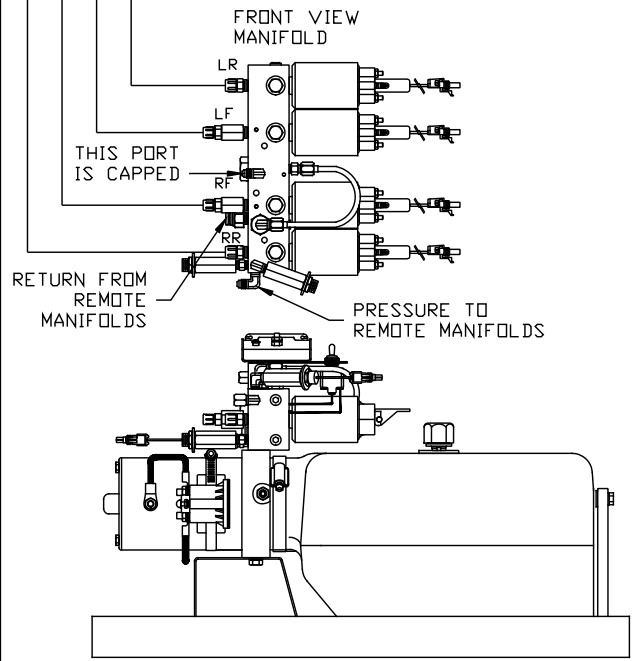 FRONT VIEW
MANIFOLD
LR
LF
THIS PORT
IS CAPPED
RF
RR
RETURN FROM
REMOTE
MANIFOLDS
PRESSURE TO
REMOTE MANIFOLDS